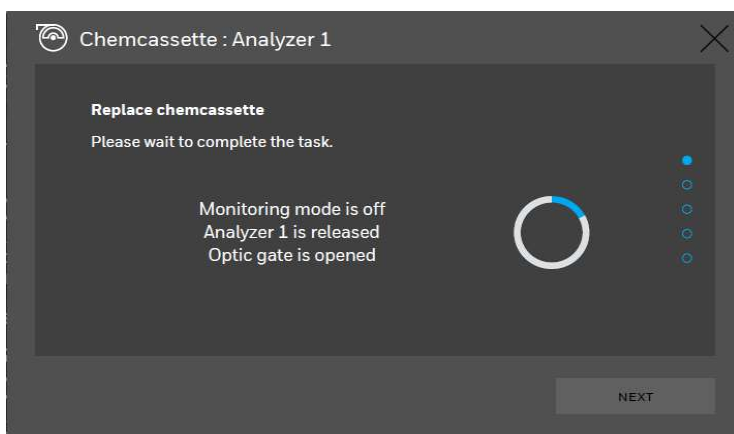 Chemcassette : Analyzer 1
Replace chemcassette
Please wait to complete the task.
Monitoring mode is off
Analyzer 1 is released
Optic gate is opened
NEXT